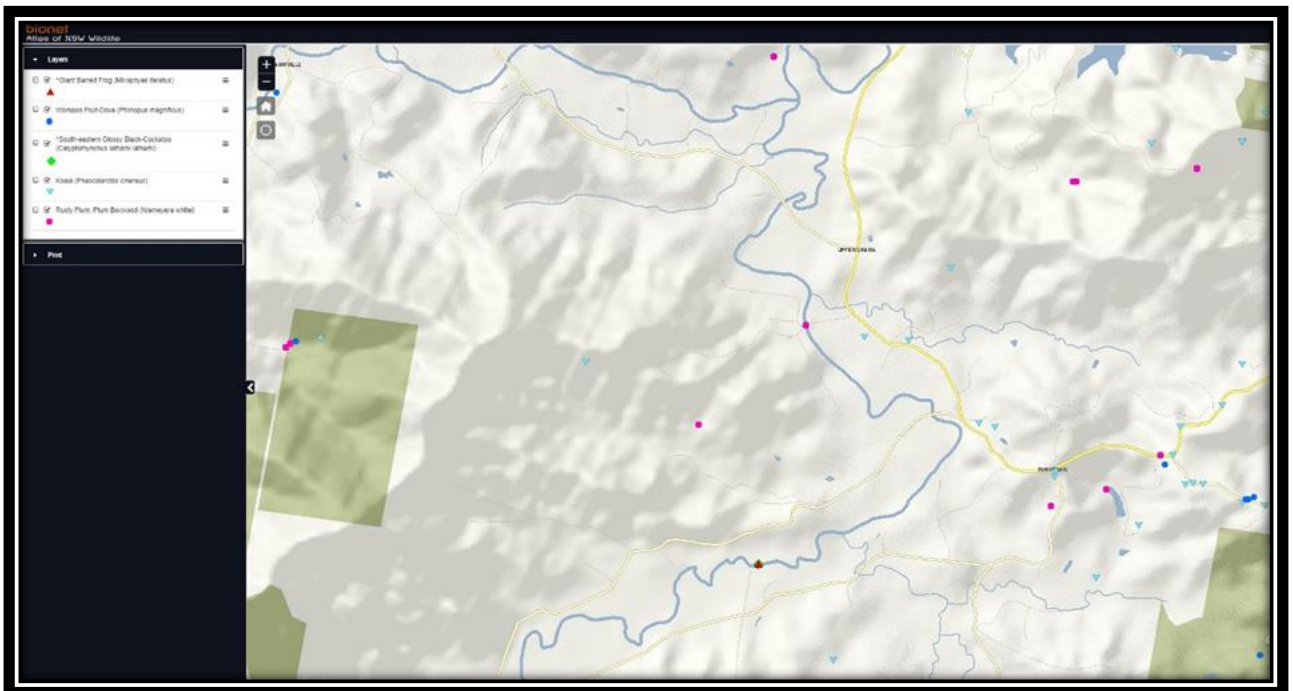 bionet
Atlas of NSW Wildlife
Layers
*Giant Barred Frog (Mixophyes iteratus)
Wompoo Fruit-Dove (Ptilinopus magnificus)
*South-eastern Glossy Black-Cockatoo
(Calyptorhynchus lathami lathami)
Koala (Phascolarctos cinereus)
Rusty Plum, Plum Boxwood (Niemeyera whitei)
Print
+
−